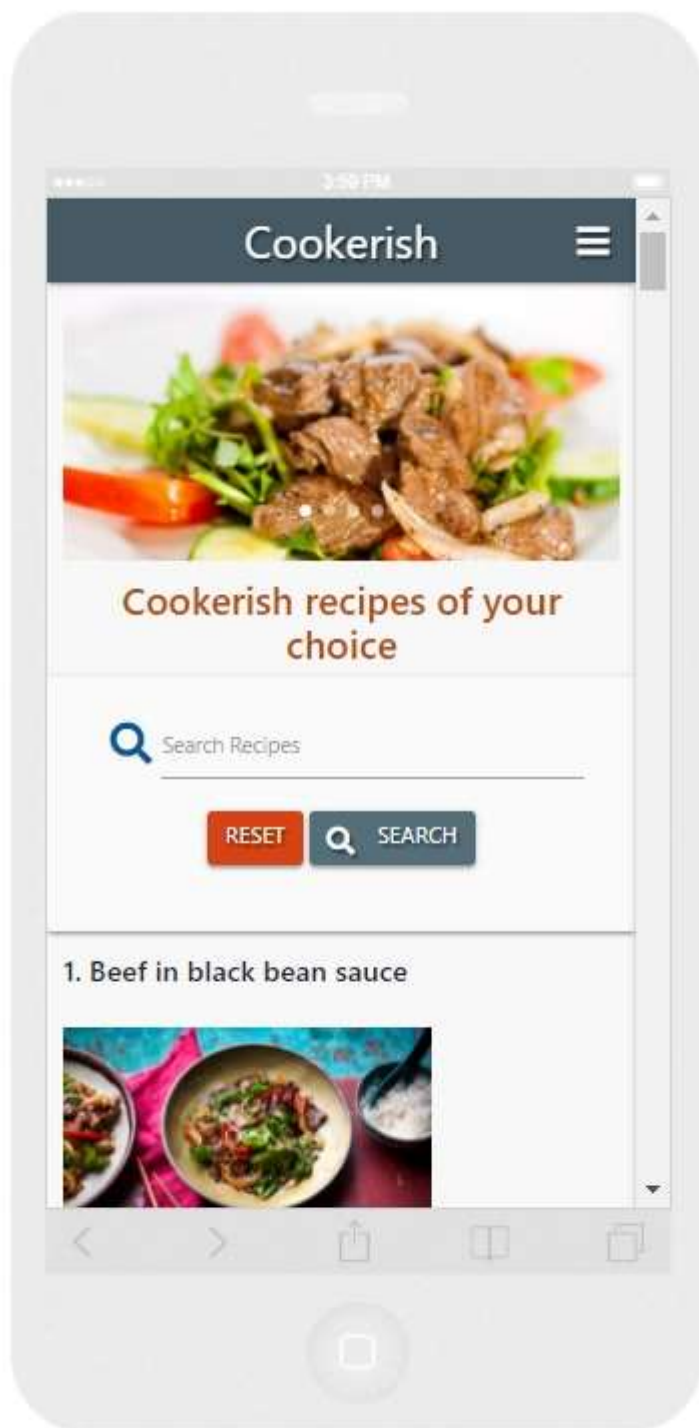 3:59 PM
Cookerish
Cookerish recipes of your
choice
Search Recipes
RESET
SEARCH
1. Beef in black bean sauce